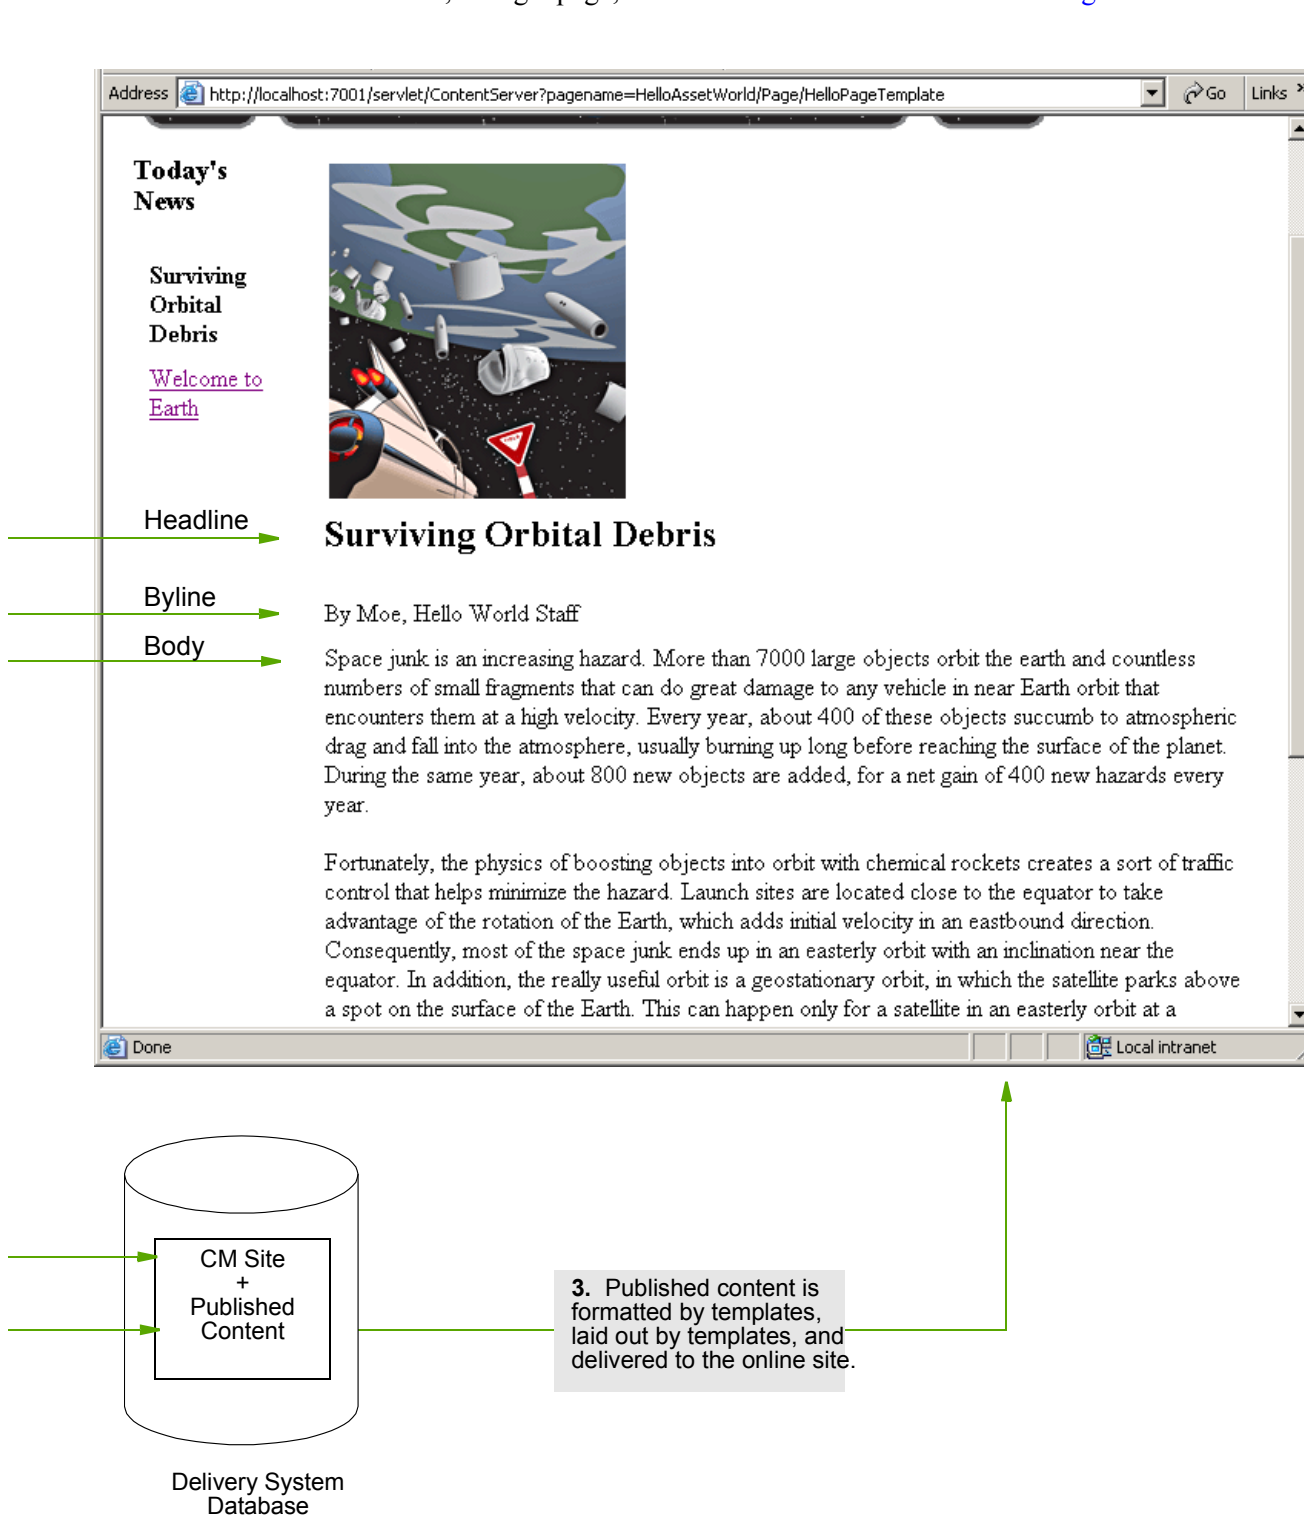 Address http://localhost:7001/servlet/ContentServer?pagename=HelloAssetWorld/Page/HelloPageTemplate Go Links »
Today's
News
Surviving
Orbital
Debris
Welcome to
Earth
Headline
Surviving Orbital Debris
Byline
By Moe, Hello World Staff
Body
Space junk is an increasing hazard. More than 7000 large objects orbit the earth and countless
numbers of small fragments that can do great damage to any vehicle in near Earth orbit that
encounters them at a high velocity. Every year, about 400 of these objects succumb to atmospheric
drag and fall into the atmosphere, usually burning up long before reaching the surface of the planet.
During the same year, about 800 new objects are added, for a net gain of 400 new hazards every
year.
Fortunately, the physics of boosting objects into orbit with chemical rockets creates a sort of traffic
control that helps minimize the hazard. Launch sites are located close to the equator to take
advantage of the rotation of the Earth, which adds initial velocity in an eastbound direction.
Consequently, most of the space junk ends up in an easterly orbit with an inclination near the
equator. In addition, the really useful orbit is a geostationary orbit, in which the satellite parks above
a spot on the surface of the Earth. This can happen only for a satellite in an easterly orbit at a
Done Local intranet
CM Site
+
Published
Content
3. Published content is
formatted by templates,
laid out by templates, and
delivered to the online site.
Delivery System
Database